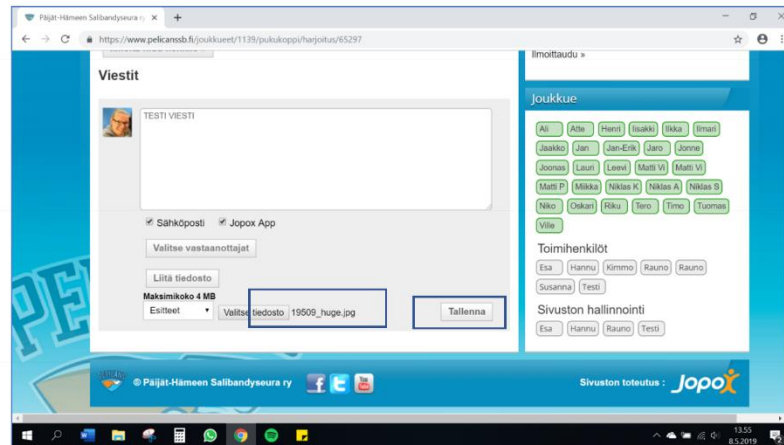 Päijät-Hämeen Salibandyseura ry
https://www.pelicanssb.fi/joukkueet/1139/pukukoppi/harjoitus/65297
Ilmoittaudu »
Viestit
TESTI VIESTI
Sähköposti Jopox App
Valitse vastaanottajat
Liitä tiedosto
Maksimikoko 4 MB
Esitteet Valitse tiedosto 19509_huge.jpg Tallenna
Joukkue
Ali Atte Henri Iisakki Ilkka Ilmari
Jaakko Jan Jan-Erik Jaro Jonne
Joonas Lauri Leevi Matti Vi Matti Vi
Matti P Miikka Niklas K Niklas A Niklas S
Niko Oskari Riku Tero Timo Tuomas
Ville
Toimihenkilöt
Esa Hannu Kimmo Rauno Rauno
Susanna Testi
Sivuston hallinnointi
Esa Hannu Rauno Testi
PE
© Päijät-Hämeen Salibandyseura ry
Sivuston toteutus : Jopox
13.55
8.5.2019